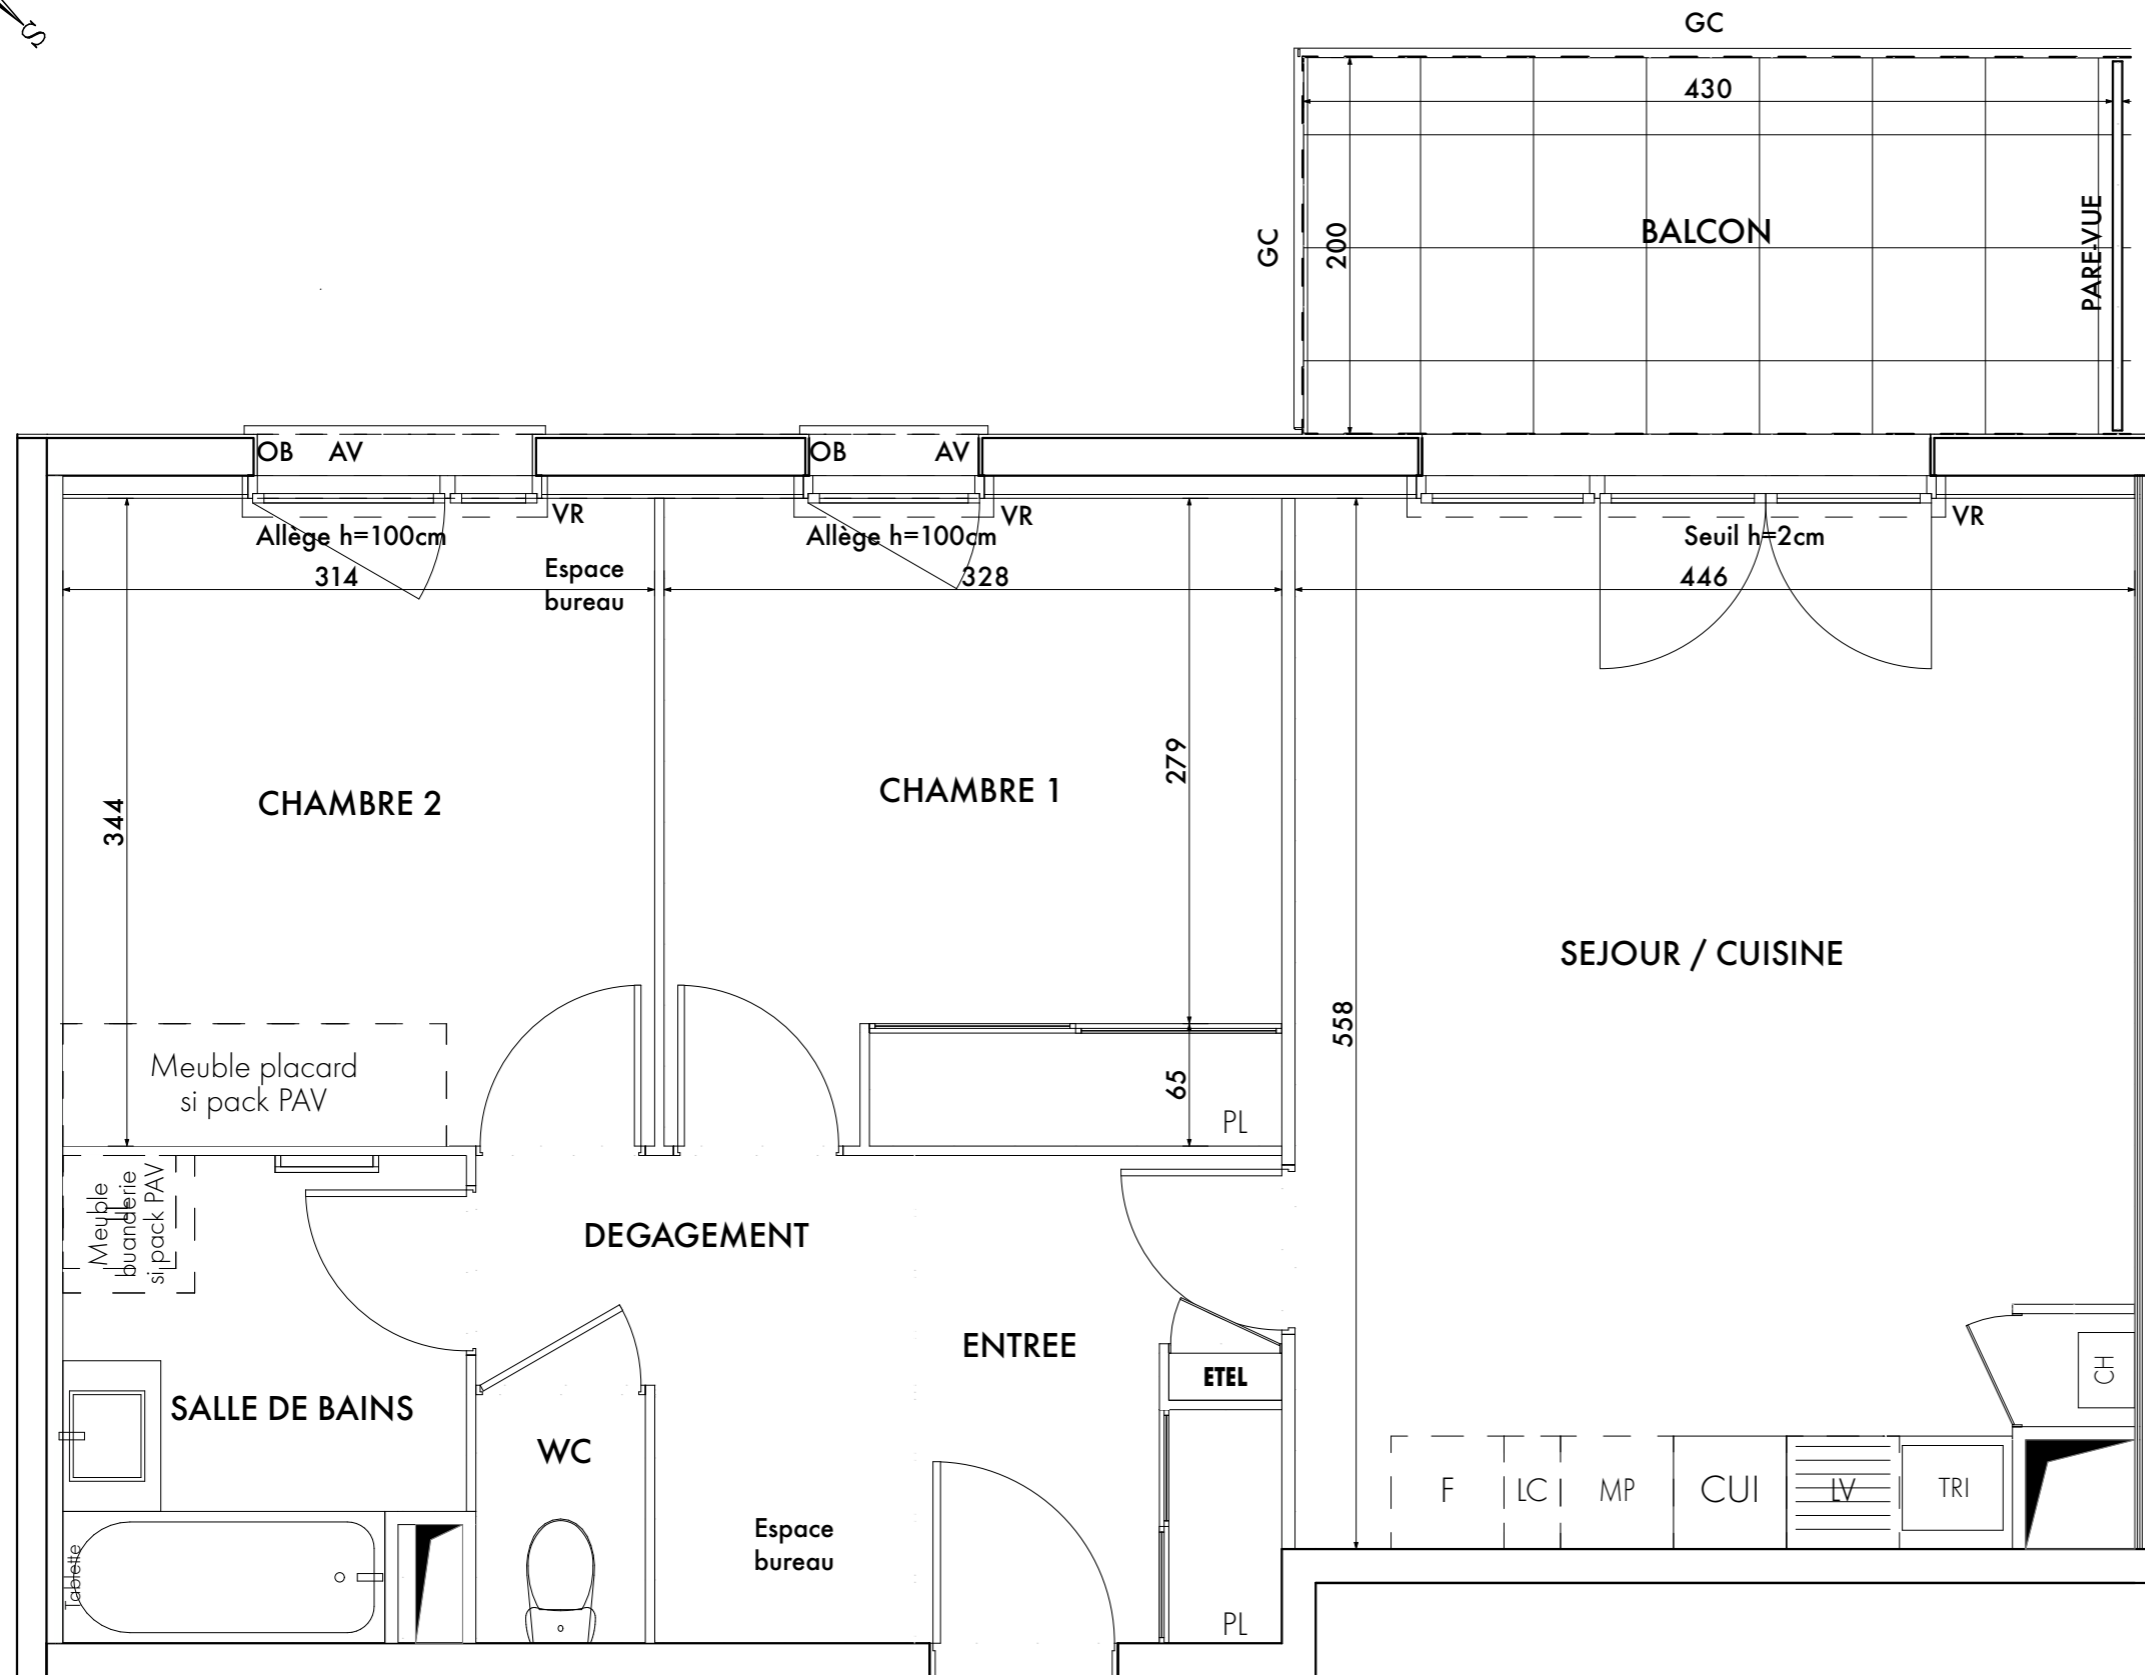 S
GC
430
GC
200
BALCON
PARE-VUE
OB AV
OB AV
VR
VR
VR
Allège h=100cm
Allège h=100cm
Seuil h=2cm
314
Espace
bureau
328
446
344
CHAMBRE 2
CHAMBRE 1
279
SEJOUR / CUISINE
558
Meuble placard
si pack PAV
65
PL
Meuble
buanderie
si pack PAV
DEGAGEMENT
ENTREE
ETEL
CH
SALLE DE BAINS
WC
F LC MP CUI LV TRI
Espace
bureau
Tablette
PL